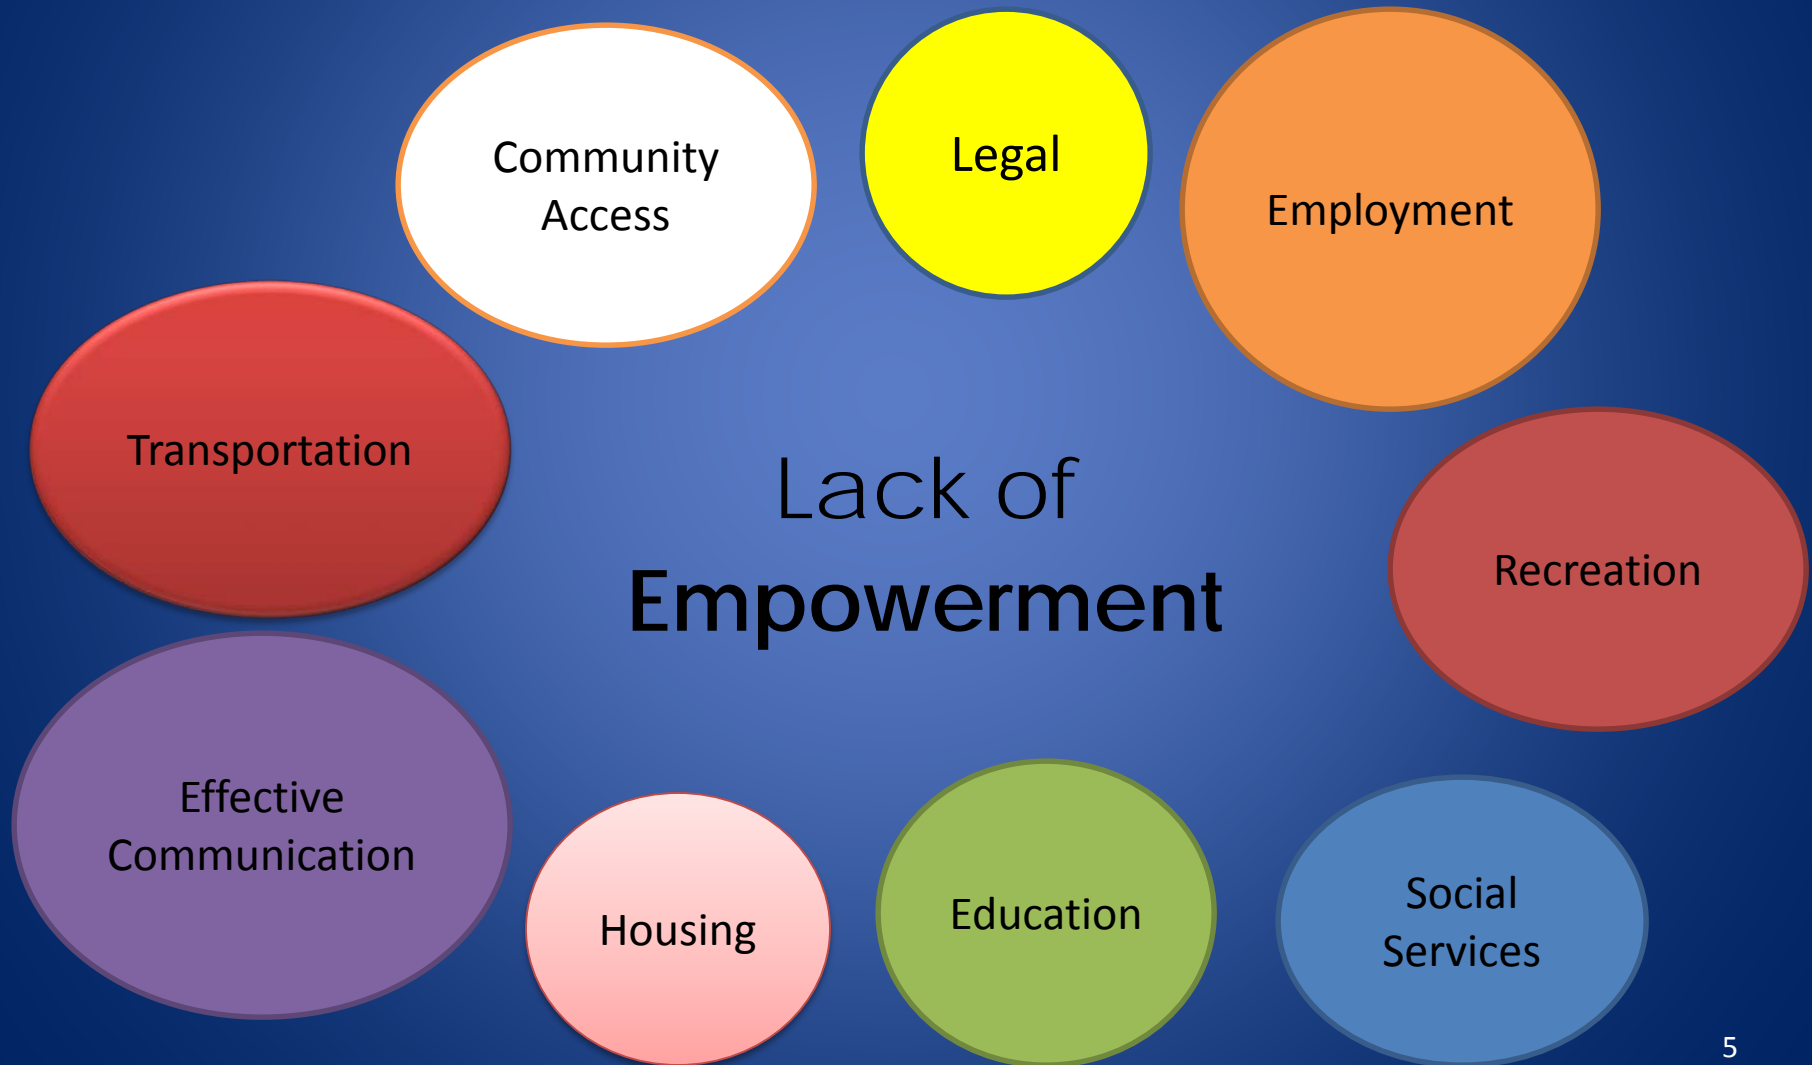 Community
Access
Legal
Employment
Transportation
Lack of
Empowerment
Recreation
Effective
Communication
Housing
Education
Social
Services
5